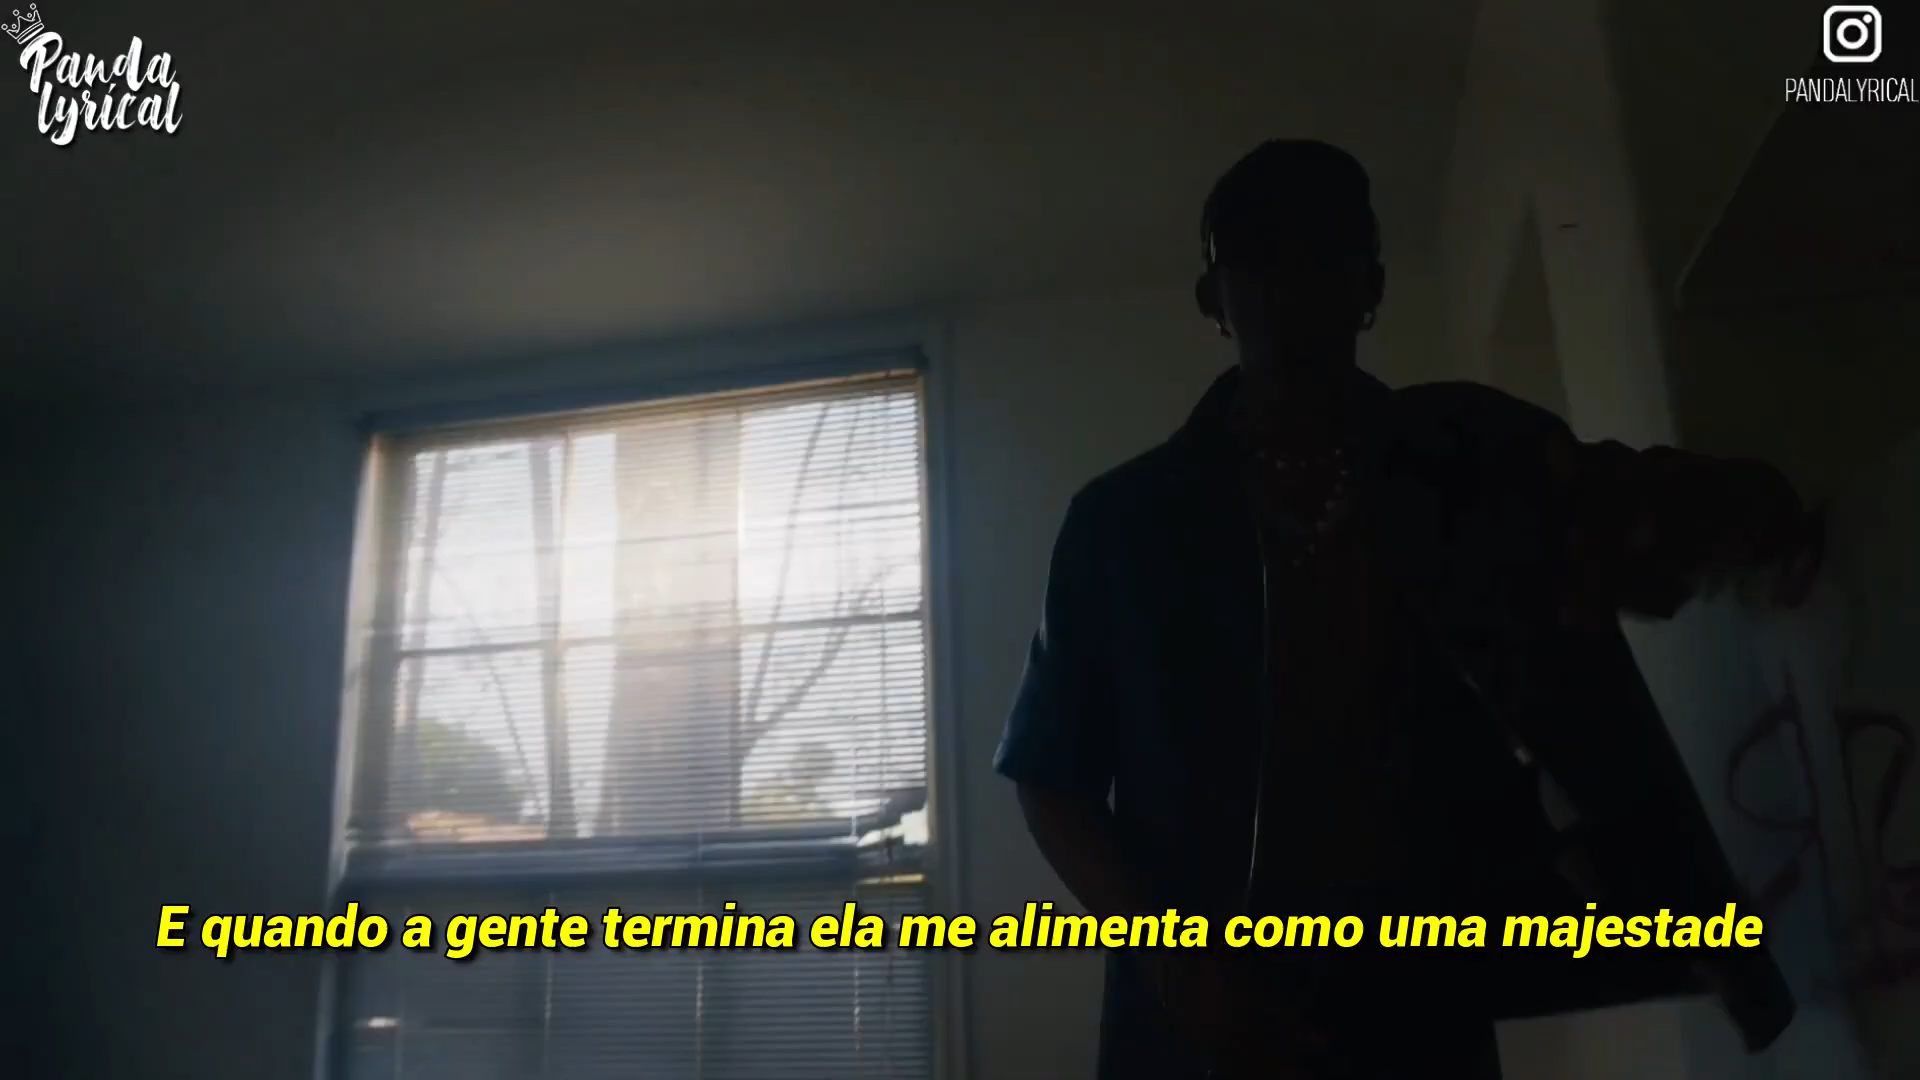 Panda
lyrical
PANDALYRICAL
E quando a gente termina ela me alimenta como uma majestade